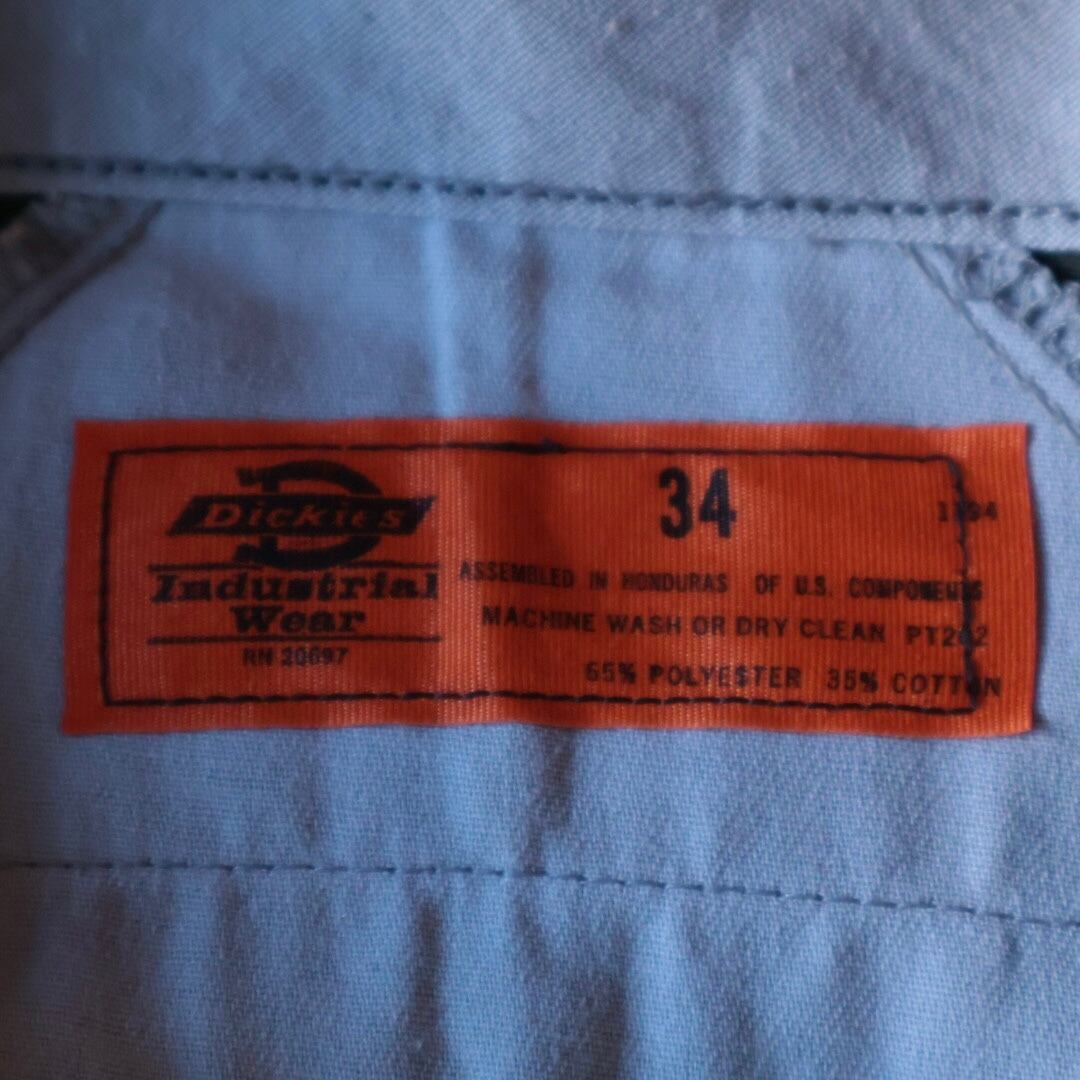 Dickies
Industrial
Wear
RN 20697
34
ASSEMBLED IN HONDURAS OF U.S. COMPONENTS
MACHINE WASH OR DRY CLEAN PT262
65% POLYESTER 35% COTTON